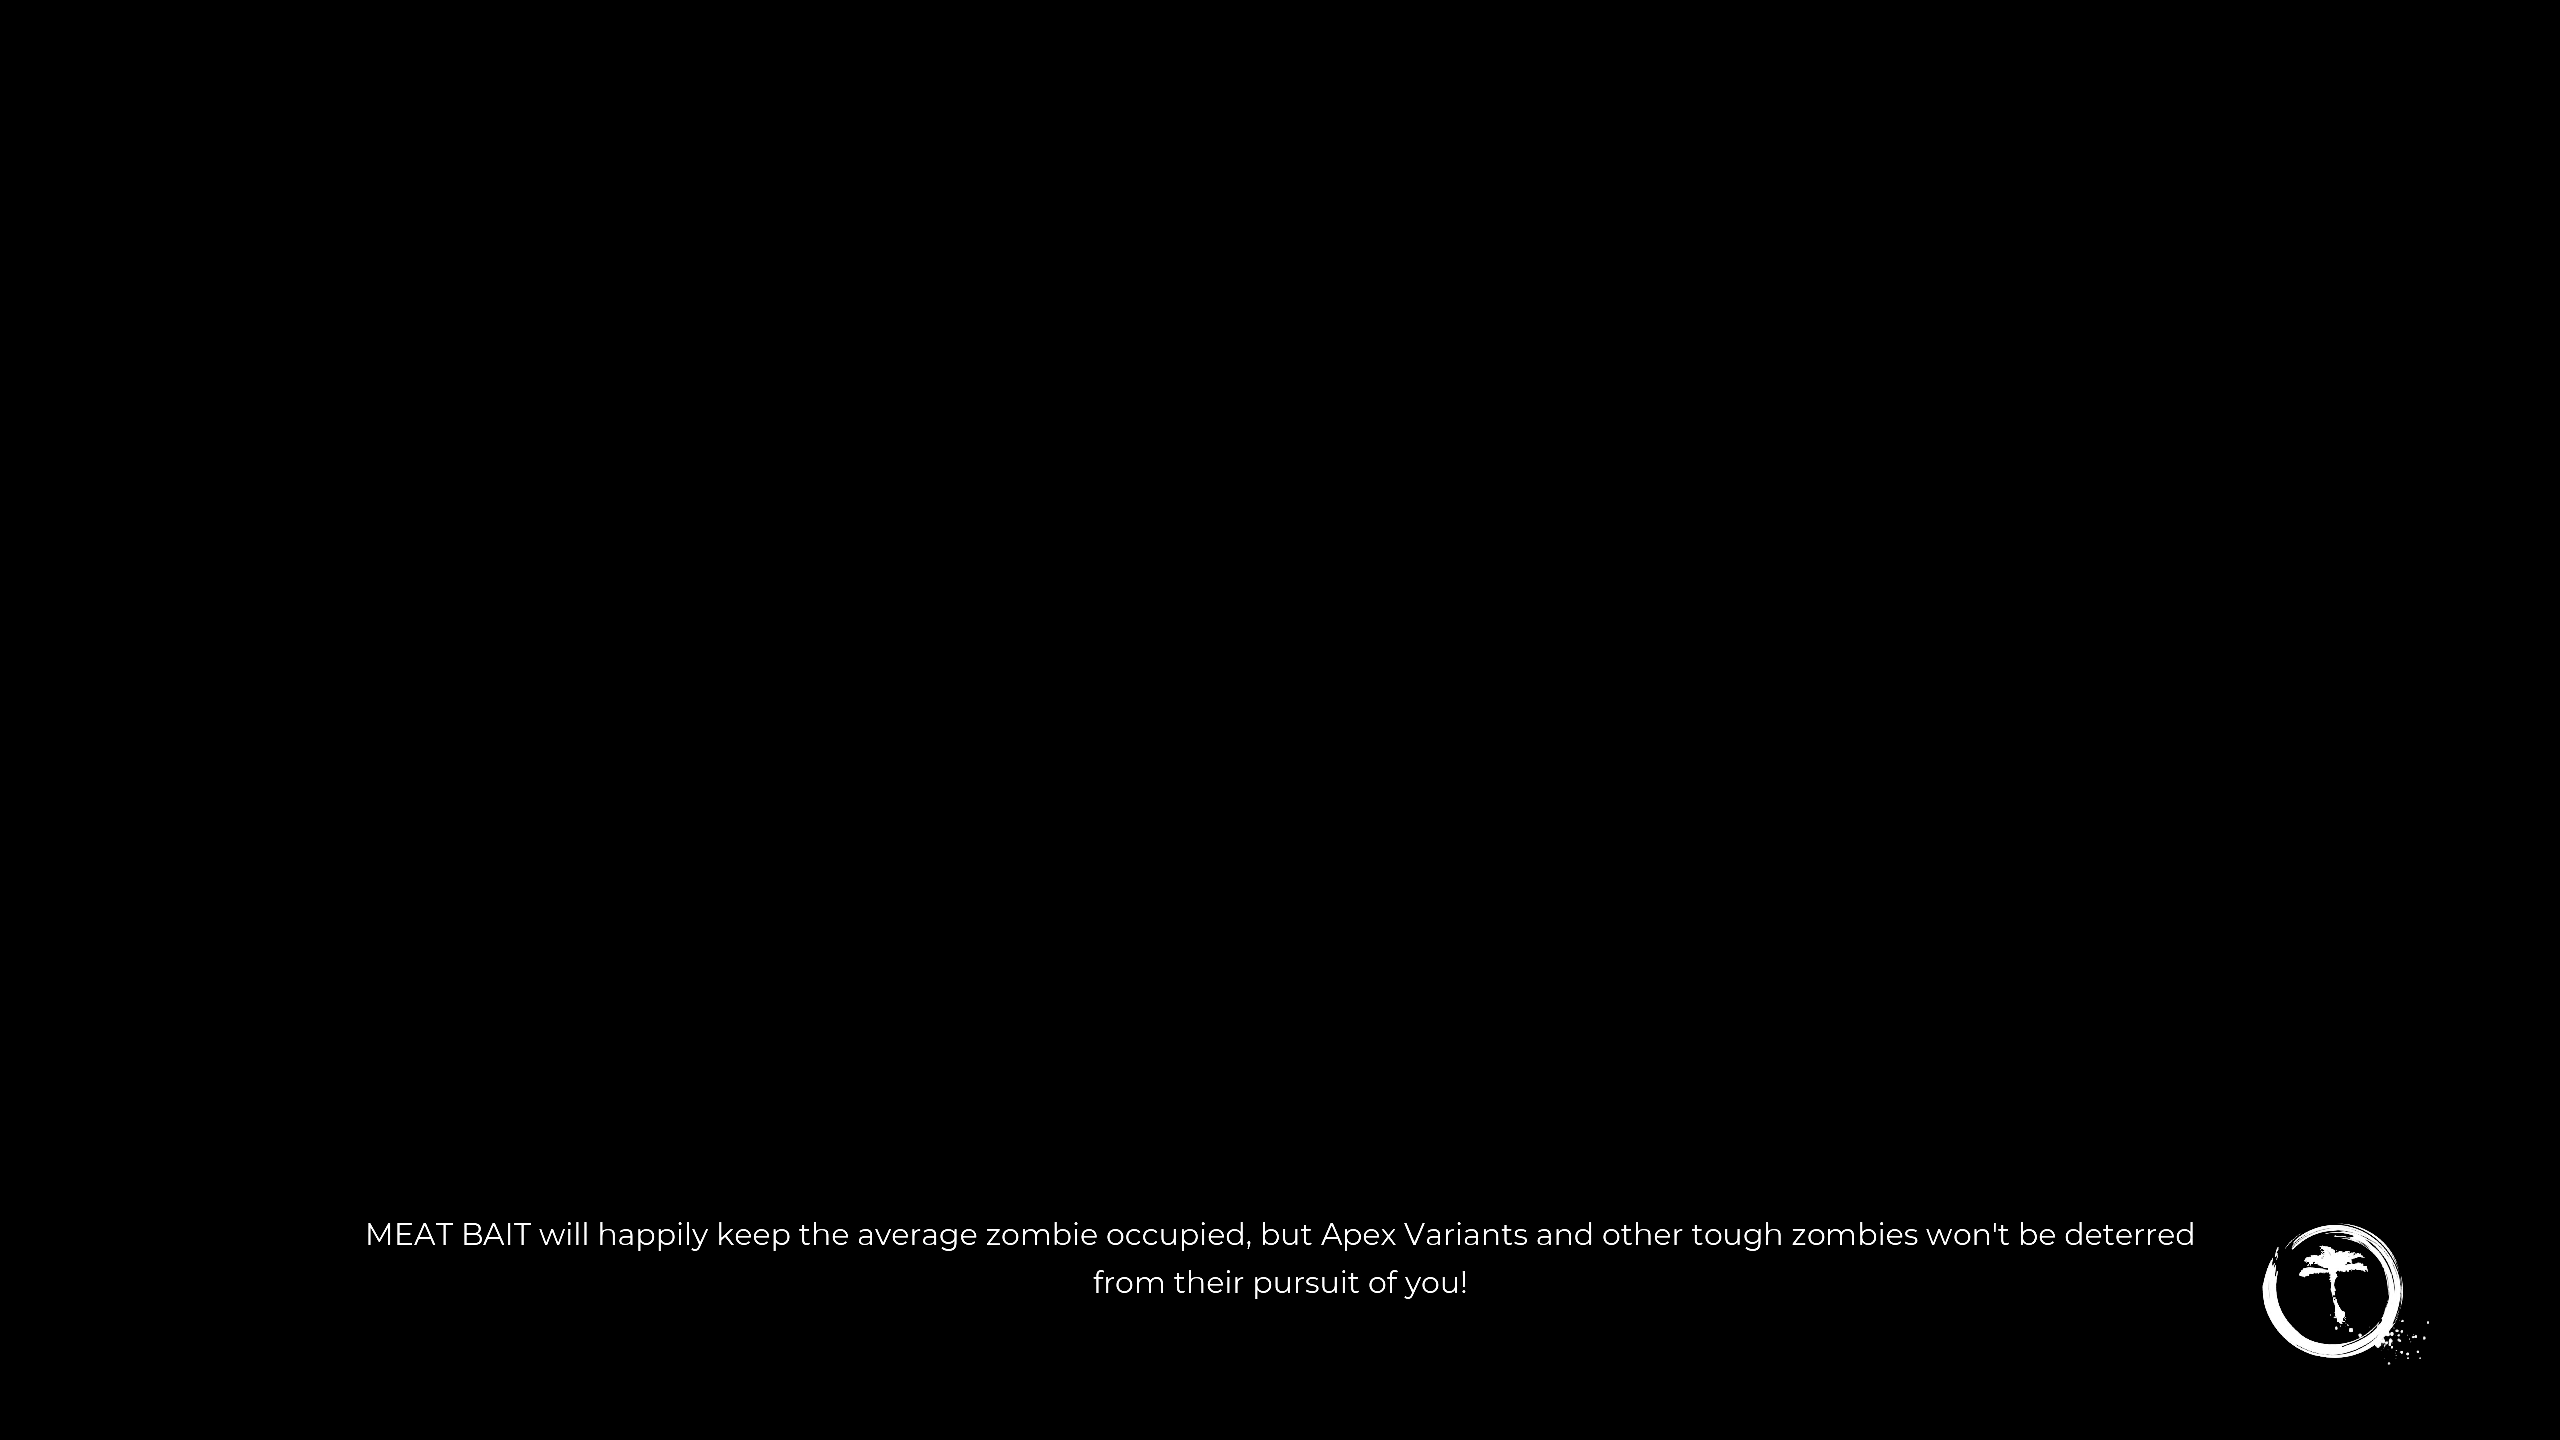 MEAT BAIT will happily keep the average zombie occupied, but Apex Variants and other tough zombies won't be deterred
from their pursuit of you!